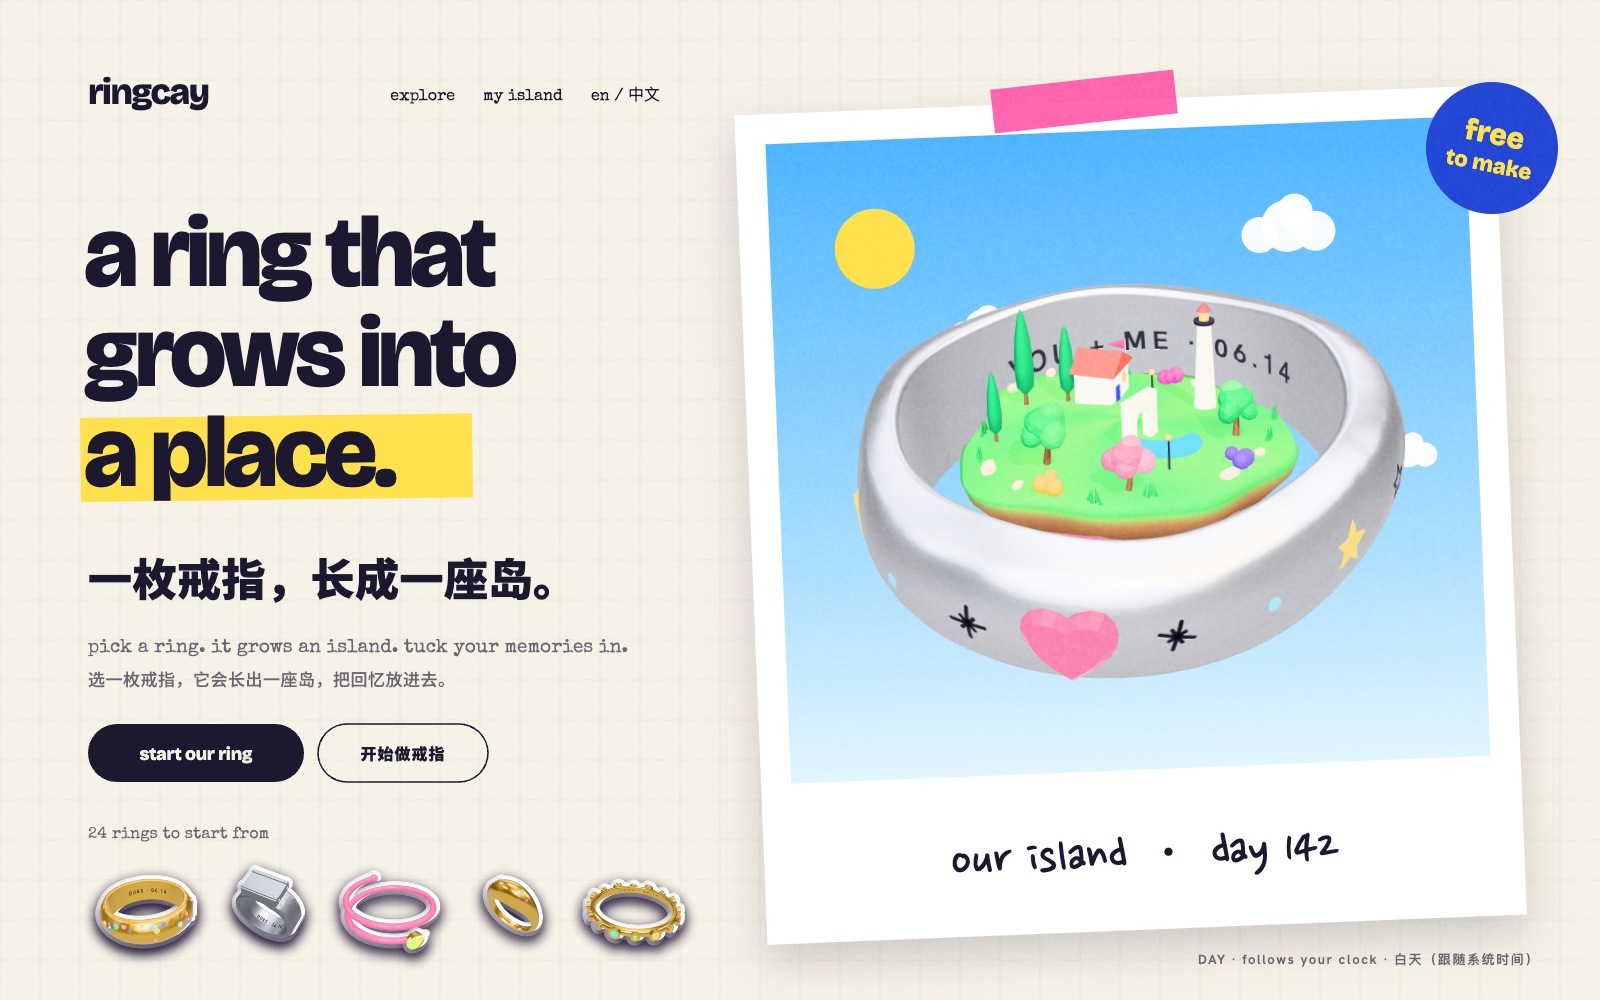 ringcay
explore my island en / 中文
a ring that
grows into
a place.
一枚戒指，长成一座岛。
pick a ring. it grows an island. tuck your memories in.
选一枚戒指，它会长出一座岛，把回忆放进去。
start our ring
开始做戒指
24 rings to start from
OURS · 06.14
free
to make
YOU + ME · 06.14
our island • day 142
DAY · follows your clock · 白天（跟随系统时间）